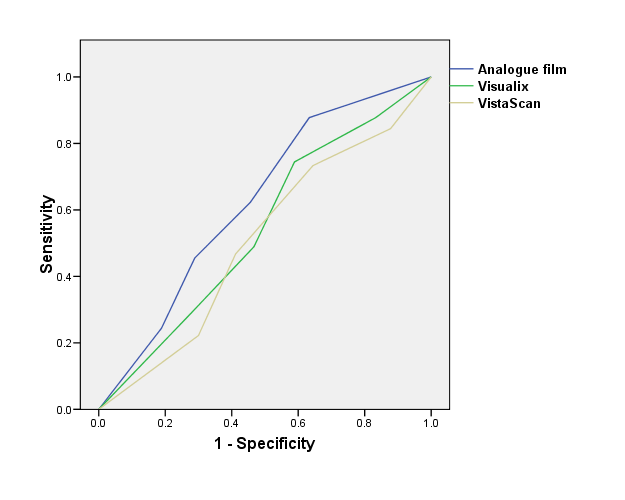 1.0
0.8
0.6
0.4
0.2
0.0
Sensitivity
0.0 0.2 0.4 0.6 0.8 1.0
1 - Specificity
Analogue film
Visualix
VistaScan